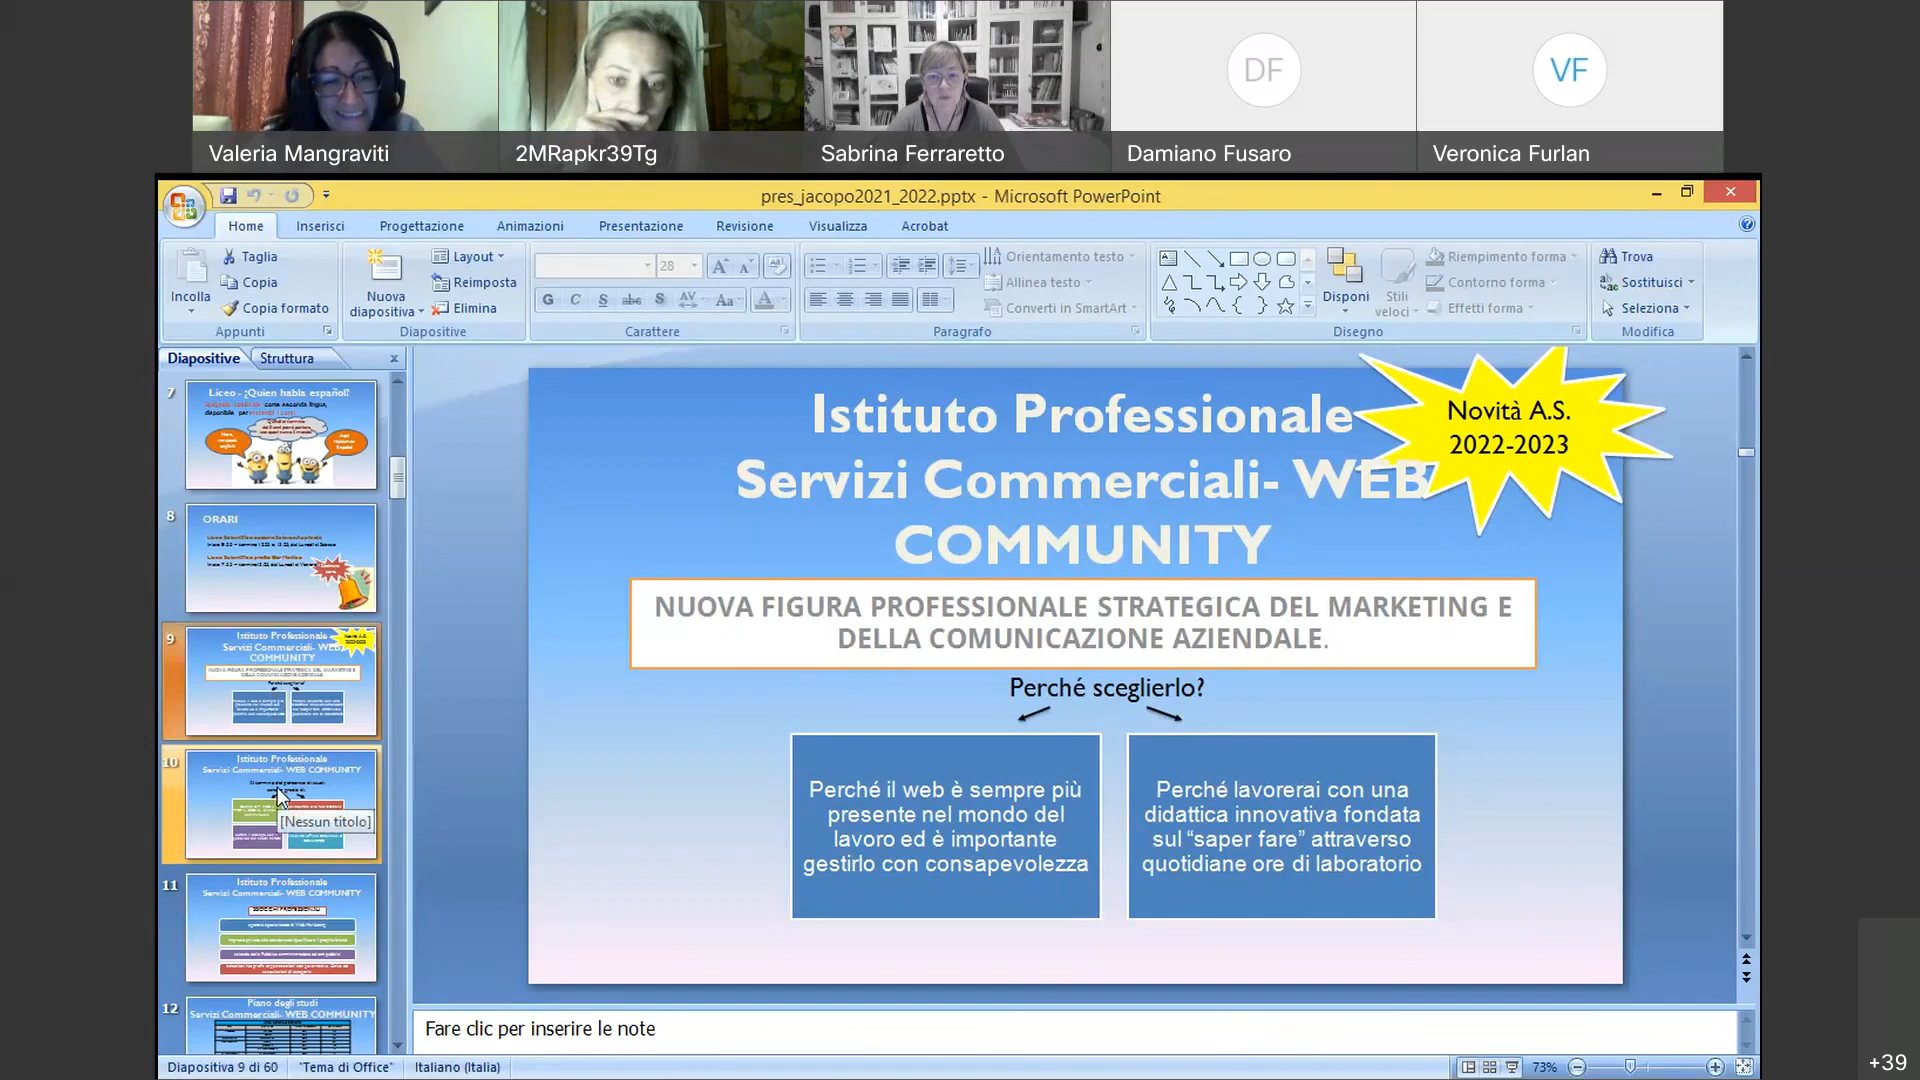 DF
VF
Valeria Mangraviti
2MRapkr39Tg
Sabrina Ferraretto
Damiano Fusaro
Veronica Furlan
pres_jacopo2021_2022.pptx - Microsoft PowerPoint
Home
Inserisci
Progettazione
Animazioni
Presentazione
Revisione
Visualizza
Acrobat
Incolla
Taglia
Copia
Copia formato
Appunti
Nuova
diapositiva
Layout
Reimposta
Elimina
Diapositive
28
G C S abc S AV Aa A
Carattere
Orientamento testo
Allinea testo
Converti in SmartArt
Paragrafo
Disponi
Stili
veloci
Riempimento forma
Contorno forma
Effetti forma
Disegno
Trova
Sostituisci
Seleziona
Modifica
Diapositive
Struttura
7
Liceo - ¿Quien habla español?
8
ORARI
9
Istituto Professionale
Servizi Commerciali- WEB
COMMUNITY
10
Istituto Professionale
Servizi Commerciali- WEB COMMUNITY
[Nessun titolo]
11
Istituto Professionale
Servizi Commerciali- WEB COMMUNITY
12
Piano degli studi
Servizi Commerciali- WEB COMMUNITY
Istituto Professionale
Servizi Commerciali- WEB
COMMUNITY
Novità A.S.
2022-2023
NUOVA FIGURA PROFESSIONALE STRATEGICA DEL MARKETING E
DELLA COMUNICAZIONE AZIENDALE.
Perché sceglierlo?
Perché il web è sempre più
presente nel mondo del
lavoro ed è importante
gestirlo con consapevolezza
Perché lavorerai con una
didattica innovativa fondata
sul “saper fare” attraverso
quotidiane ore di laboratorio
Fare clic per inserire le note
Diapositiva 9 di 60
"Tema di Office"
Italiano (Italia)
73%
+39